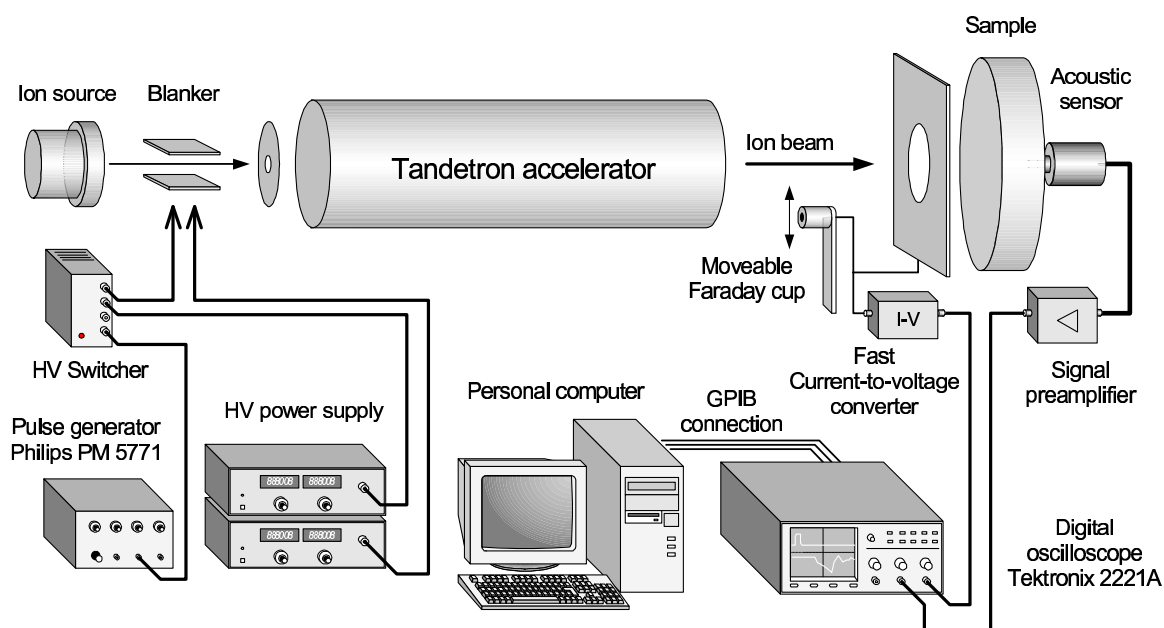 Sample
Ion source
Blanker
Acoustic
sensor
Tandetron accelerator
Ion beam
Moveable
Faraday cup
I-V
HV Switcher
Fast
Current-to-voltage
converter
Signal
preamplifier
Personal computer
GPIB
connection
HV power supply
Pulse generator
Philips PM 5771
Digital
oscilloscope
Tektronix 2221A